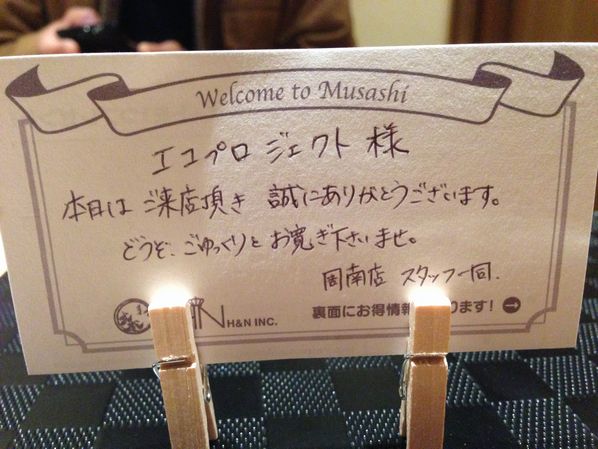 Welcome to Musashi
エコプロジェクト 様
本日は ご来店頂き 誠にありがとうございます。
どうぞ、ごゆっくりと お寛ぎ下さいませ。
周南店 スタッフ一同.
H&N INC.
裏面にお得情報 ります!